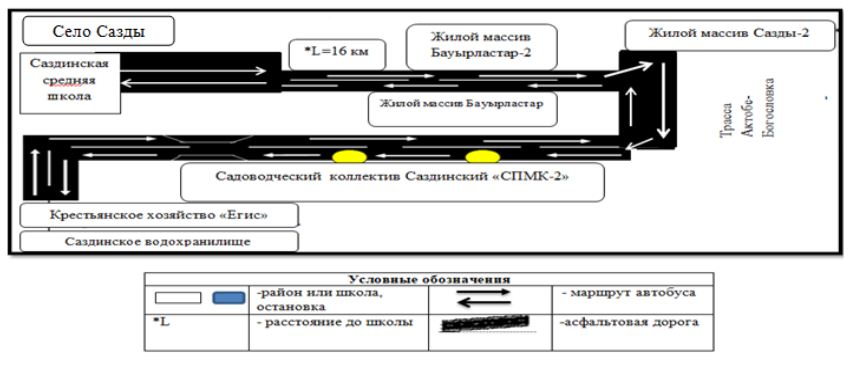 Село Сазды
Саздинская
средняя
школа
*L=16 км
Жилой массив
Бауырластар-2
Жилой массив Сазды-2
Жилой массив Бауырластар
Трасса
Актобе-
Богословка
Садоводческий коллектив Саздинский «СПМК-2»
Крестьянское хозяйство «Егис»
Саздинское водохранилище
Условные обозначения
-район или школа,
остановка
- маршрут автобуса
*L
- расстояние до школы
-асфальтовая дорога